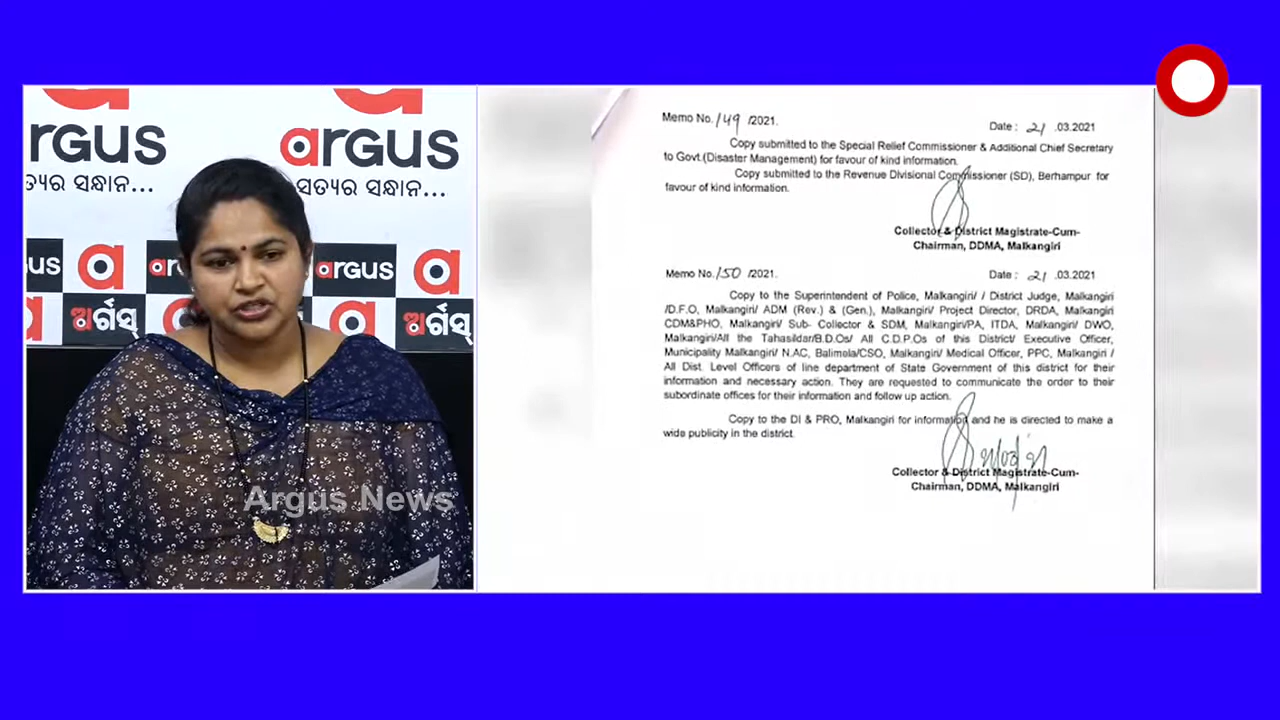 argus
argus
ସତ୍ୟର ସନ୍ଧାନ...
ସତ୍ୟର ସନ୍ଧାନ...
argus
argus
ଅର୍ଗସ୍
ଅର୍ଗସ୍
Argus News
Memo No. 149 /2021.
Date : 21 .03.2021
Copy submitted to the Special Relief Commissioner & Additional Chief Secretary
to Govt.(Disaster Management) for favour of kind information.
Copy submitted to the Revenue Divisional Commissioner (SD), Berhampur for
favour of kind information.
Collector & District Magistrate-Cum-
Chairman, DDMA, Malkangiri
Memo No. 150 /2021.
Date : 21 .03.2021
Copy to the Superintendent of Police, Malkangiri/ / District Judge, Malkangiri
/D.F.O, Malkangiri/ ADM (Rev.) & (Gen.), Malkangiri/ Project Director, DRDA, Malkangiri
CDM&PHO, Malkangiri/ Sub- Collector & SDM, Malkangiri/PA, ITDA, Malkangiri/ DWO,
Malkangiri/All the Tahasildar/B.D.Os/ All C.D.P.Os of this District/ Executive Officer,
Municipality Malkangiri/ N.AC, Balimela/CSO, Malkangiri/ Medical Officer, PPC, Malkangiri /
All Dist. Level Officers of line department of State Government of this district for their
information and necessary action. They are requested to communicate the order to their
subordinate offices for their information and follow up action.
Copy to the DI & PRO, Malkangiri for information and he is directed to make a
wide publicity in the district.
Collector & District Magistrate-Cum-
Chairman, DDMA, Malkangiri